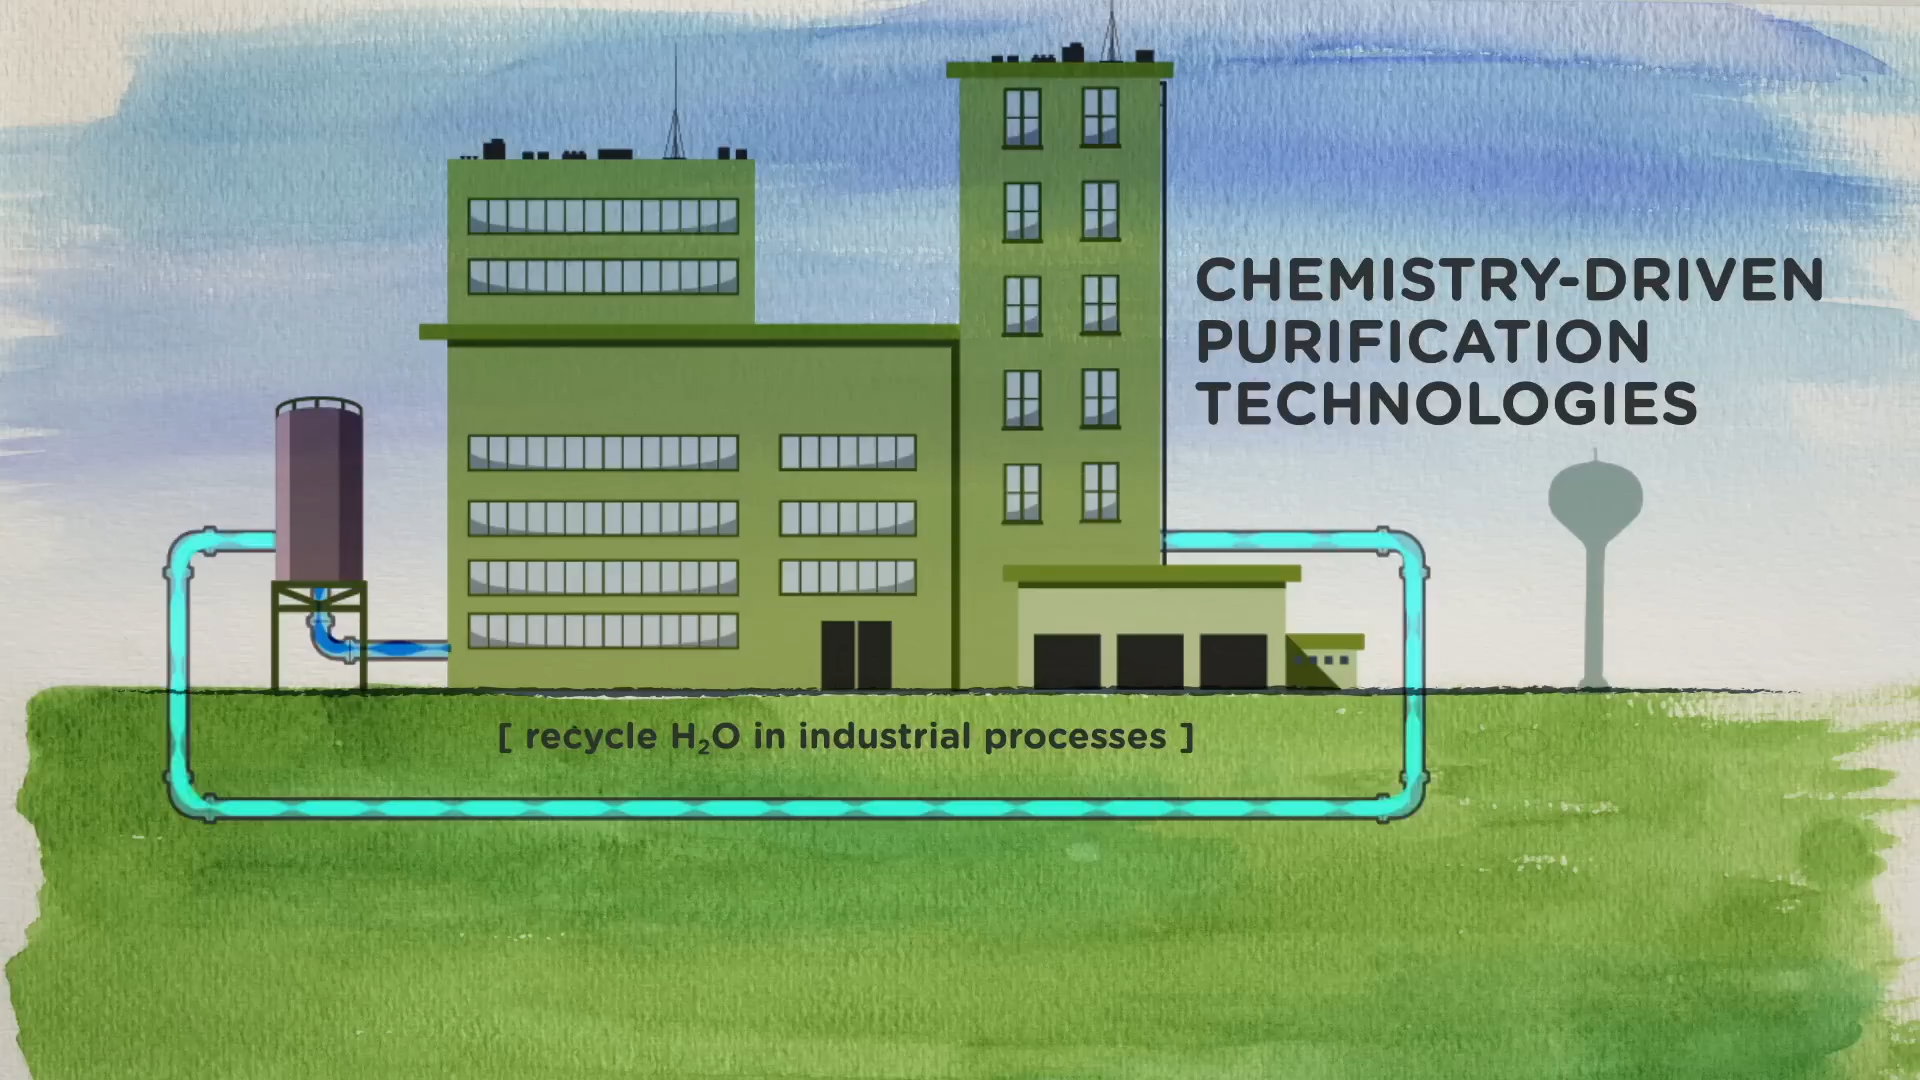 CHEMISTRY-DRIVEN
PURIFICATION
TECHNOLOGIES
[ recycle H₂O in industrial processes ]